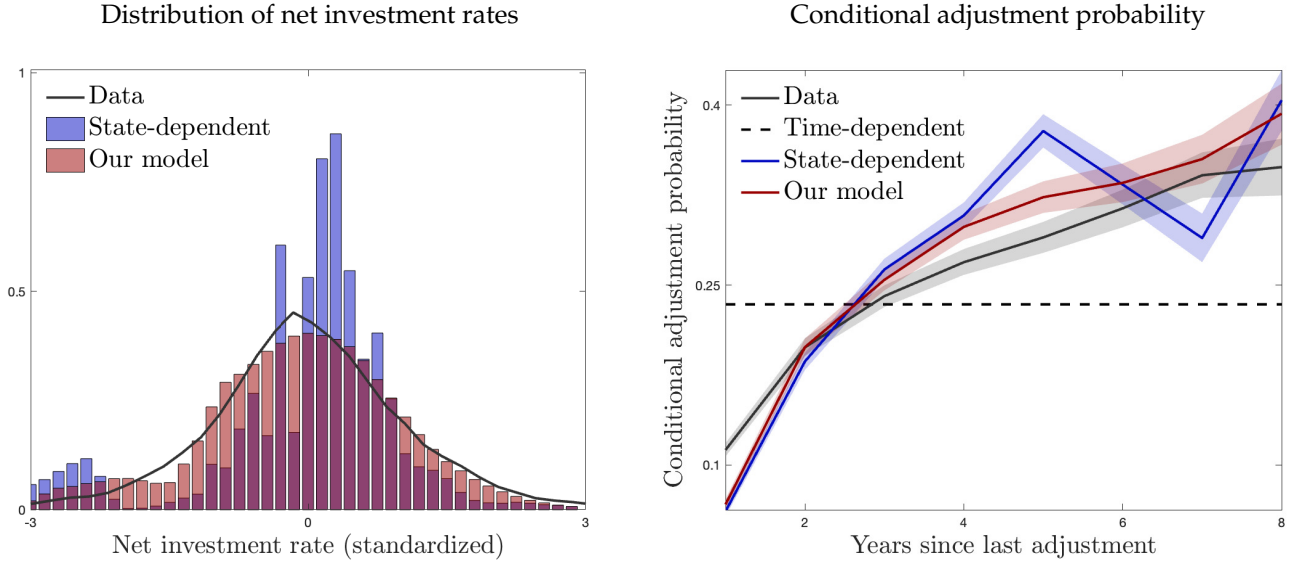 Distribution of net investment rates
1
Data
State-dependent
Our model
0.5
0
-3
0
3
Net investment rate (standardized)
Conditional adjustment probability
Conditional adjustment probability
0.4
Data
Time-dependent
State-dependent
Our model
0.25
0.1
2
4
6
8
Years since last adjustment